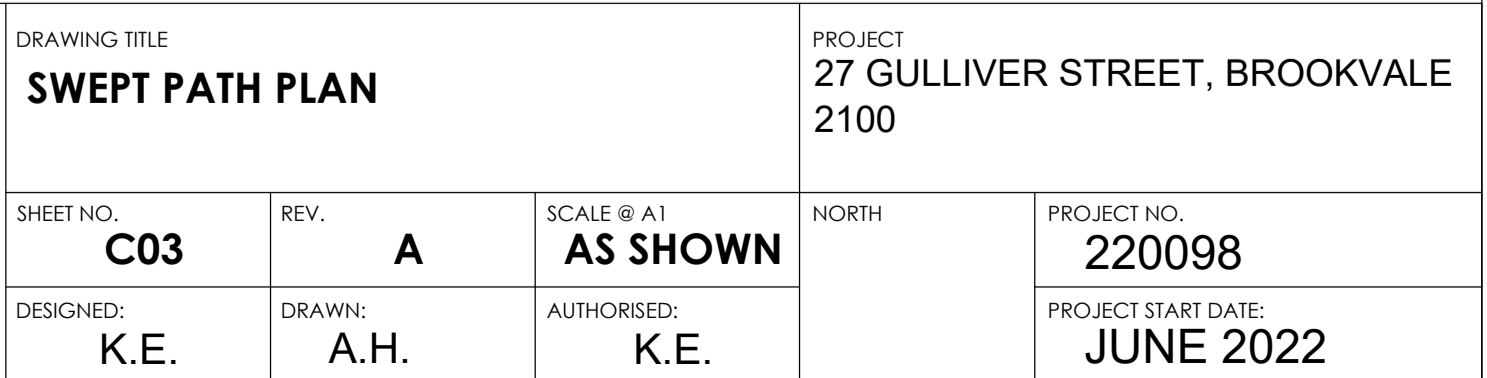 DRAWING TITLE
SWEPT PATH PLAN
PROJECT
27 GULLIVER STREET, BROOKVALE
2100
SHEET NO.
C03
REV.
A
SCALE @ A1
AS SHOWN
NORTH
PROJECT NO.
220098
DESIGNED:
K.E.
DRAWN:
A.H.
AUTHORISED:
K.E.
PROJECT START DATE:
JUNE 2022